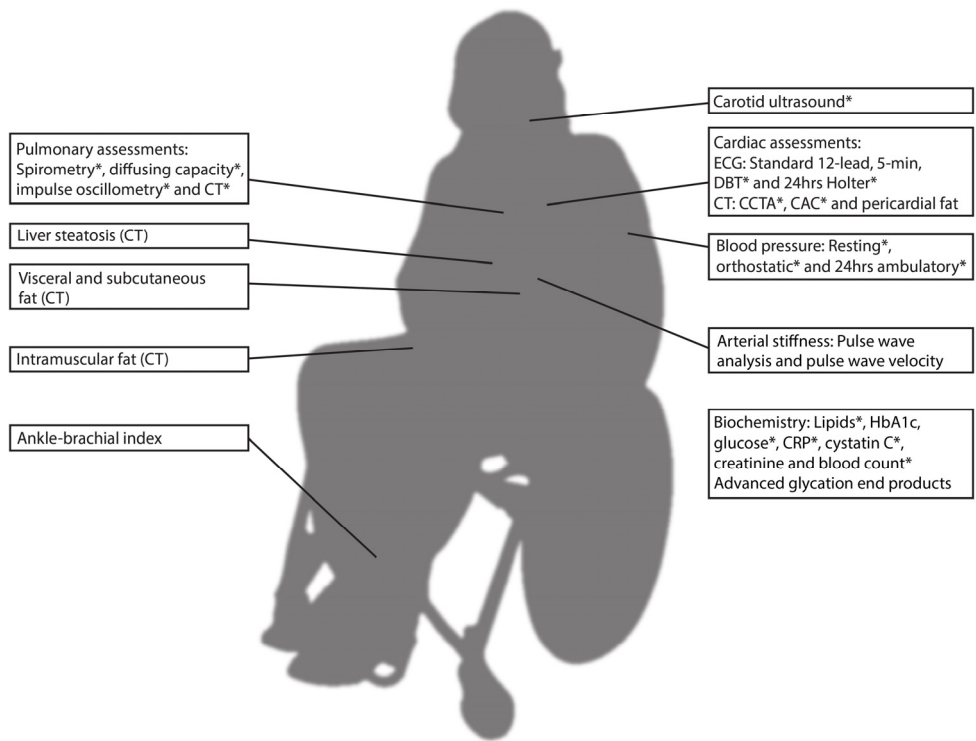 Pulmonary assessments:
Spirometry*, diffusing capacity*,
impulse oscillometry* and CT*
Liver steatosis (CT)
Visceral and subcutaneous
fat (CT)
Intramuscular fat (CT)
Ankle-brachial index
Carotid ultrasound*
Cardiac assessments:
ECG: Standard 12-lead, 5-min,
DBT* and 24hrs Holter*
CT: CCTA*, CAC* and pericardial fat
Blood pressure: Resting*,
orthostatic* and 24hrs ambulatory*
Arterial stiffness: Pulse wave
analysis and pulse wave velocity
Biochemistry: Lipids*, HbA1c,
glucose*, CRP*, cystatin C*,
creatinine and blood count*
Advanced glycation end products